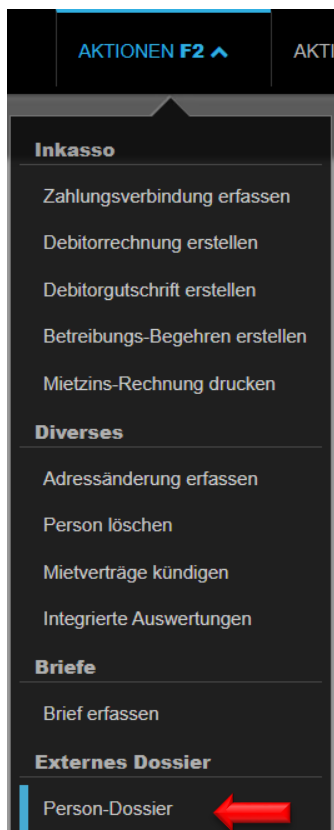 AKTIONEN F2
AKTI
Inkasso
Zahlungsverbindung erfassen
Debitorrechnung erstellen
Debitorgutschrift erstellen
Betreibungs-Begehren erstellen
Mietzins-Rechnung drucken
Diverses
Adressänderung erfassen
Person löschen
Mietverträge kündigen
Integrierte Auswertungen
Briefe
Brief erfassen
Externes Dossier
Person-Dossier